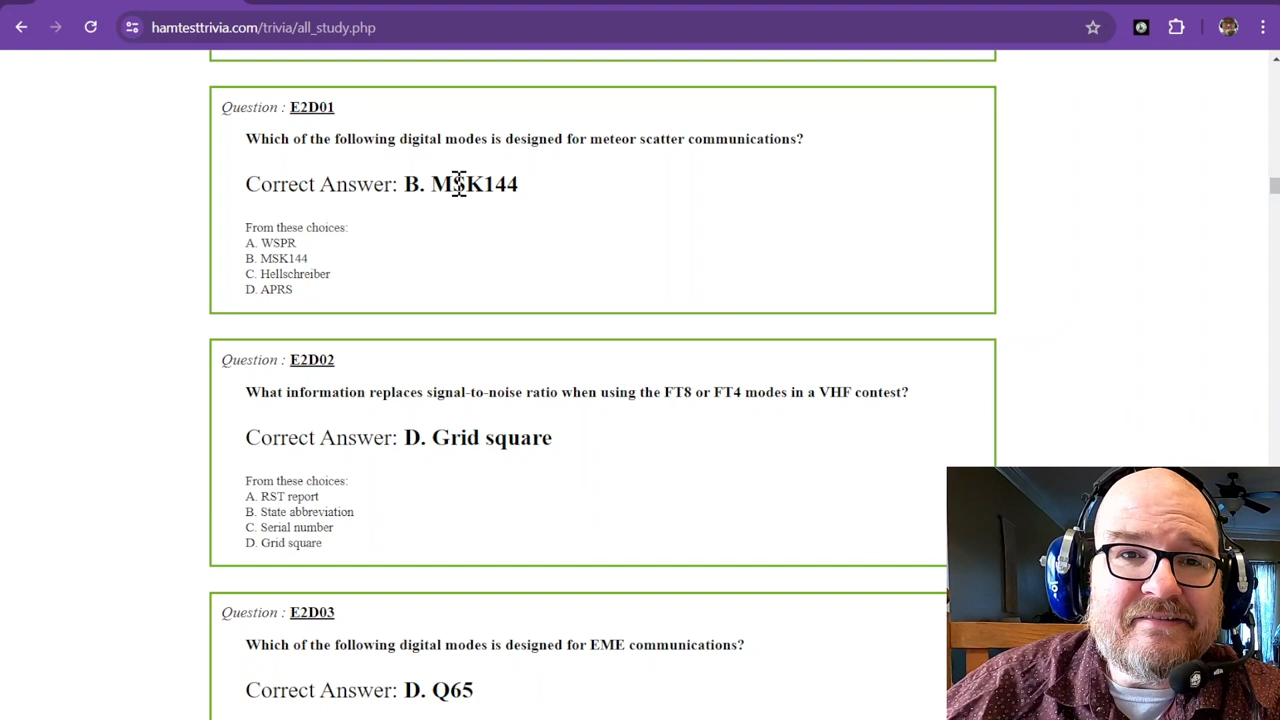 hamtesttrivia.com/trivia/all_study.php
Question : E2D01
Which of the following digital modes is designed for meteor scatter communications?
Correct Answer: B. MSK144
From these choices:
A. WSPR
B. MSK144
C. Hellschreiber
D. APRS
Question : E2D02
What information replaces signal-to-noise ratio when using the FT8 or FT4 modes in a VHF contest?
Correct Answer: D. Grid square
From these choices:
A. RST report
B. State abbreviation
C. Serial number
D. Grid square
Question : E2D03
Which of the following digital modes is designed for EME communications?
Correct Answer: D. Q65